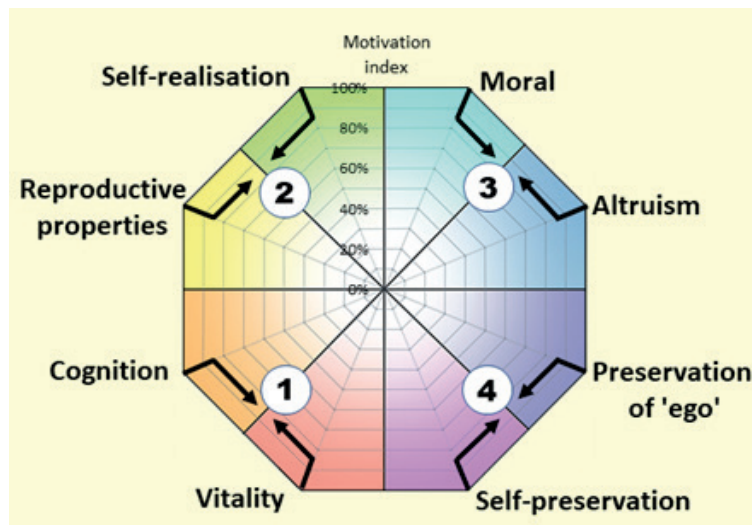 Motivation
index
Self-realisation
Moral
100%
80%
60%
40%
20%
0%
Reproductive
properties
2
3
Altruism
Cognition
1
4
Preservation
of 'ego'
Vitality
Self-preservation